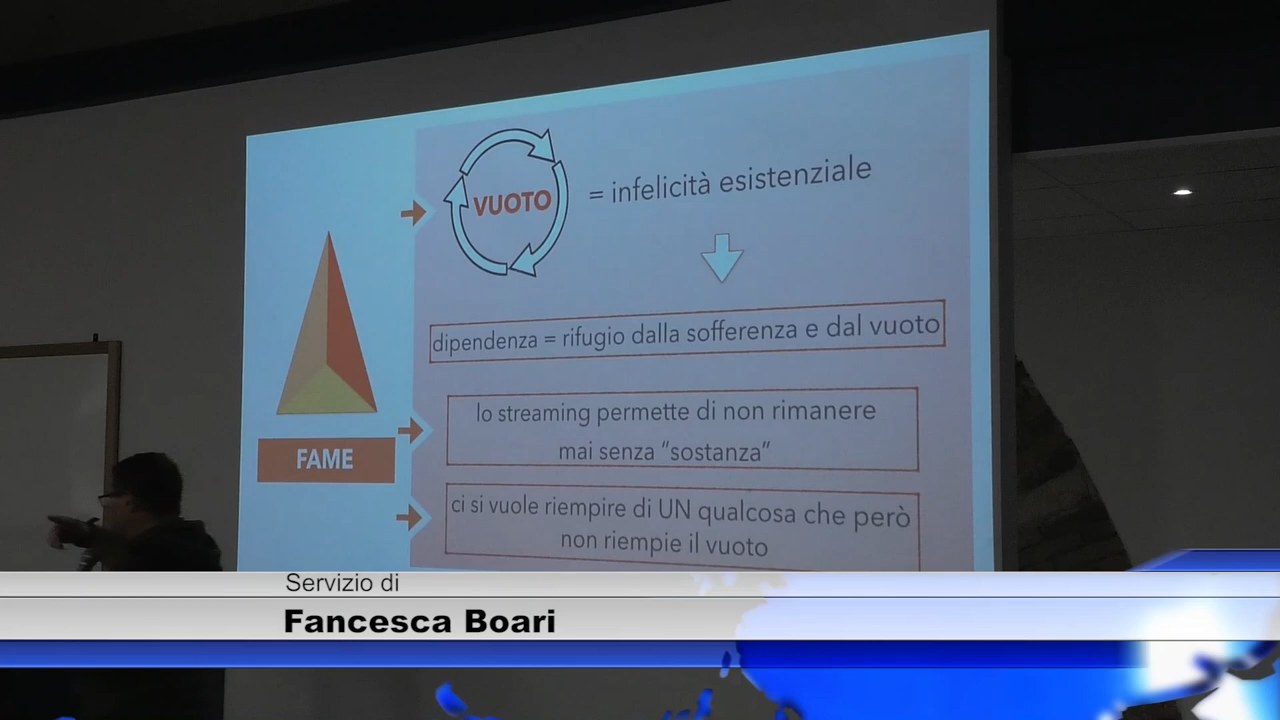 VUOTO
= infelicità esistenziale
dipendenza = rifugio dalla sofferenza e dal vuoto
lo streaming permette di non rimanere
mai senza "sostanza"
FAME
ci si vuole riempire di UN qualcosa che però
non riempie il vuoto
Servizio di
Fancesca Boari